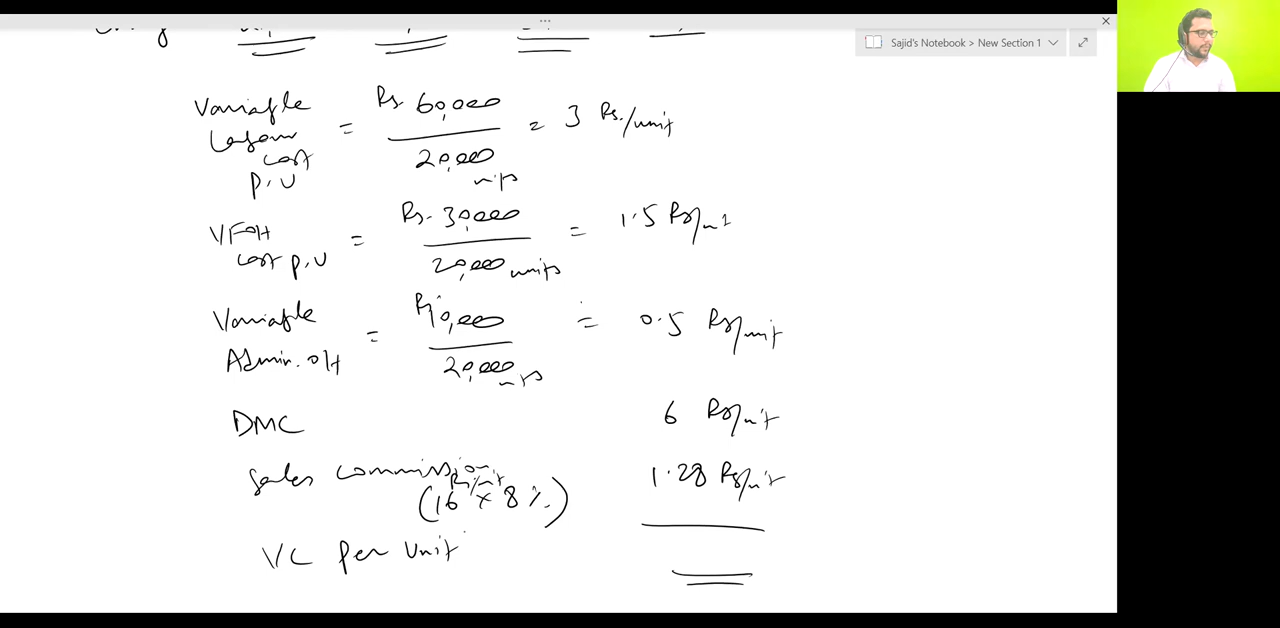 Sajid's Notebook > New Section 1
Variable Rs. 60,000
Labour = = 3 Rs./unit
cost 20,000
P.U units
VFOH Rs. 30,000
cost P.U = = 1.5 Rs/unit
20,000 units
Variable Rs 10,000
= = 0.5 Rs/unit
Admin. O/H 20,000
units
DMC 6 Rs/unit
Sales commission 1.28 Rs/unit
Rs/unit
(16 x 8%)
VC per Unit